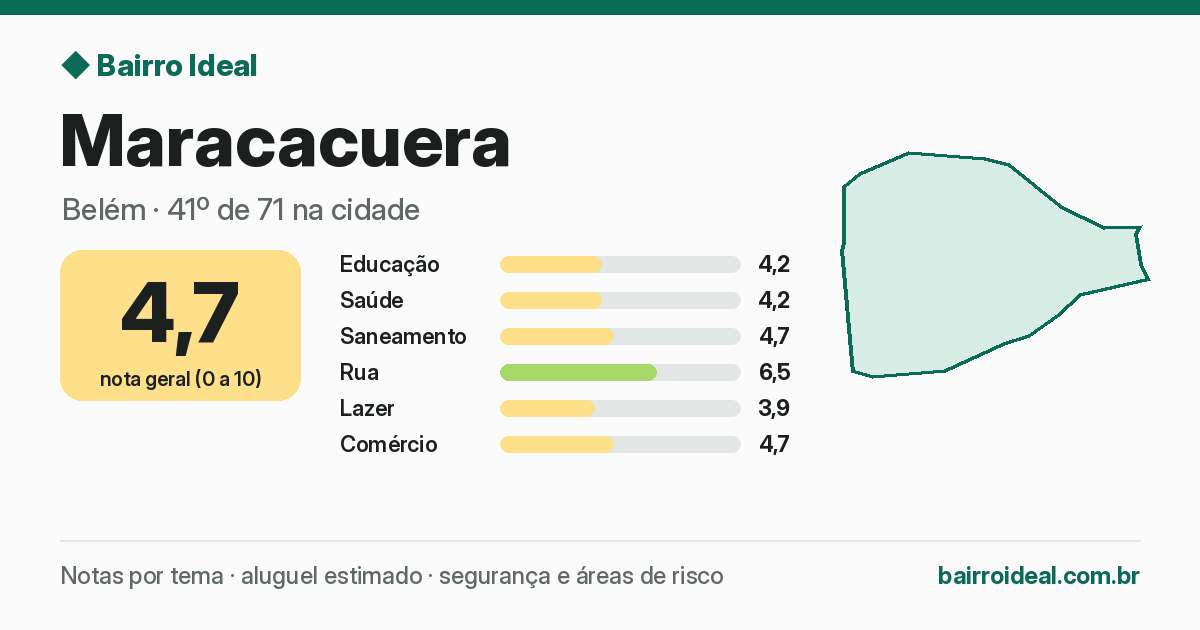 Bairro Ideal
Maracacuera
Belém · 41º de 71 na cidade
4,7
nota geral (0 a 10)
Educação 4,2
Saúde 4,2
Saneamento 4,7
Rua 6,5
Lazer 3,9
Comércio 4,7
Notas por tema · aluguel estimado · segurança e áreas de risco
bairroideal.com.br